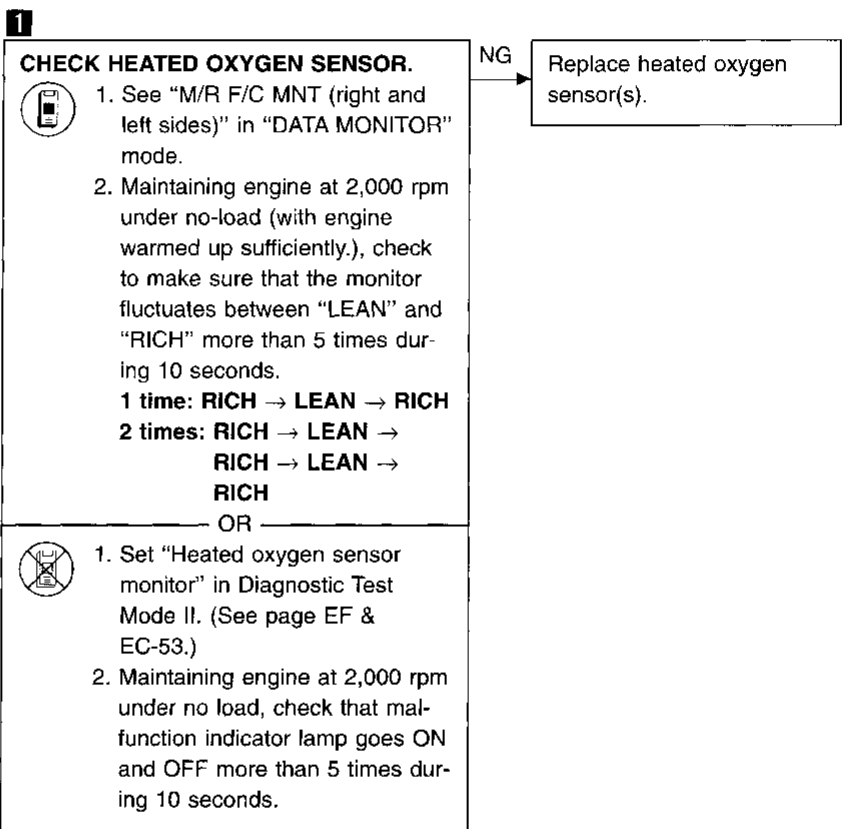 1
CHECK HEATED OXYGEN SENSOR.
1. See “M/R F/C MNT (right and
left sides)” in “DATA MONITOR”
mode.
2. Maintaining engine at 2,000 rpm
under no-load (with engine
warmed up sufficiently.), check
to make sure that the monitor
fluctuates between “LEAN” and
“RICH” more than 5 times dur-
ing 10 seconds.
1 time: RICH → LEAN → RICH
2 times: RICH → LEAN →
RICH → LEAN →
RICH
OR
1. Set “Heated oxygen sensor
monitor” in Diagnostic Test
Mode II. (See page EF &
EC-53.)
2. Maintaining engine at 2,000 rpm
under no load, check that mal-
function indicator lamp goes ON
and OFF more than 5 times dur-
ing 10 seconds.
NG
Replace heated oxygen
sensor(s).